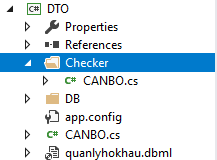 C# DTO
Properties
References
Checker
C# CANBO.cs
DB
app.config
C# CANBO.cs
quanlyhokhau.dbml